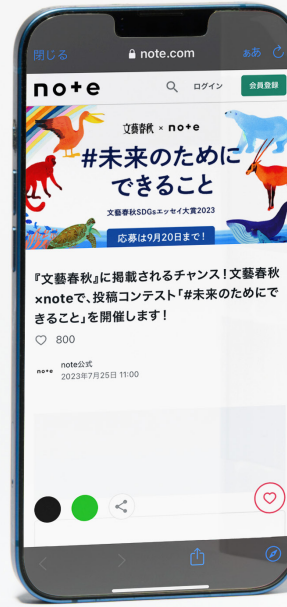 閉じる
note.com
ぁあ
note
ログイン
会員登録
文藝春秋 × note
#未来のために
できること
文藝春秋SDGsエッセイ大賞2023
応募は9月20日まで!
『文藝春秋』に掲載されるチャンス!文藝春秋
×noteで、投稿コンテスト「#未来のためにで
きること」を開催します!
800
note
note公式
2023年7月25日 11:00